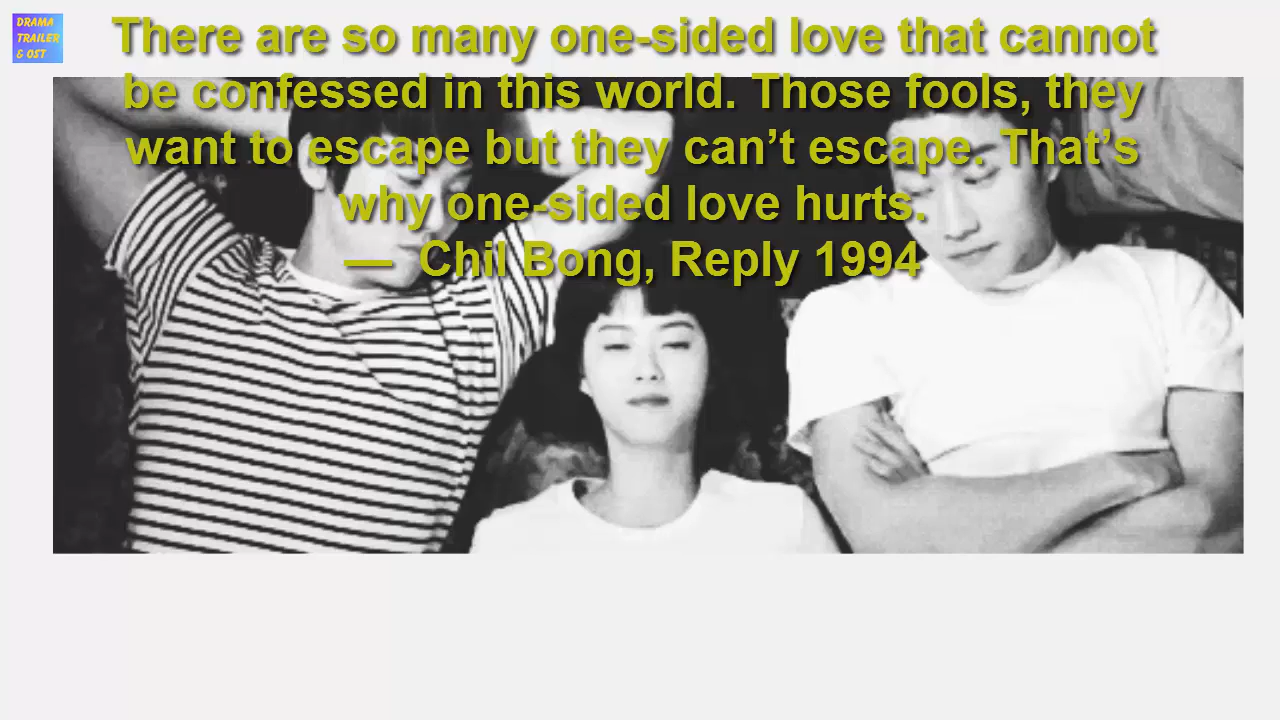 DRAMA
TRAILER
& OST
There are so many one-sided love that cannot
be confessed in this world. Those fools, they
want to escape but they can’t escape. That’s
why one-sided love hurts.
— Chil Bong, Reply 1994